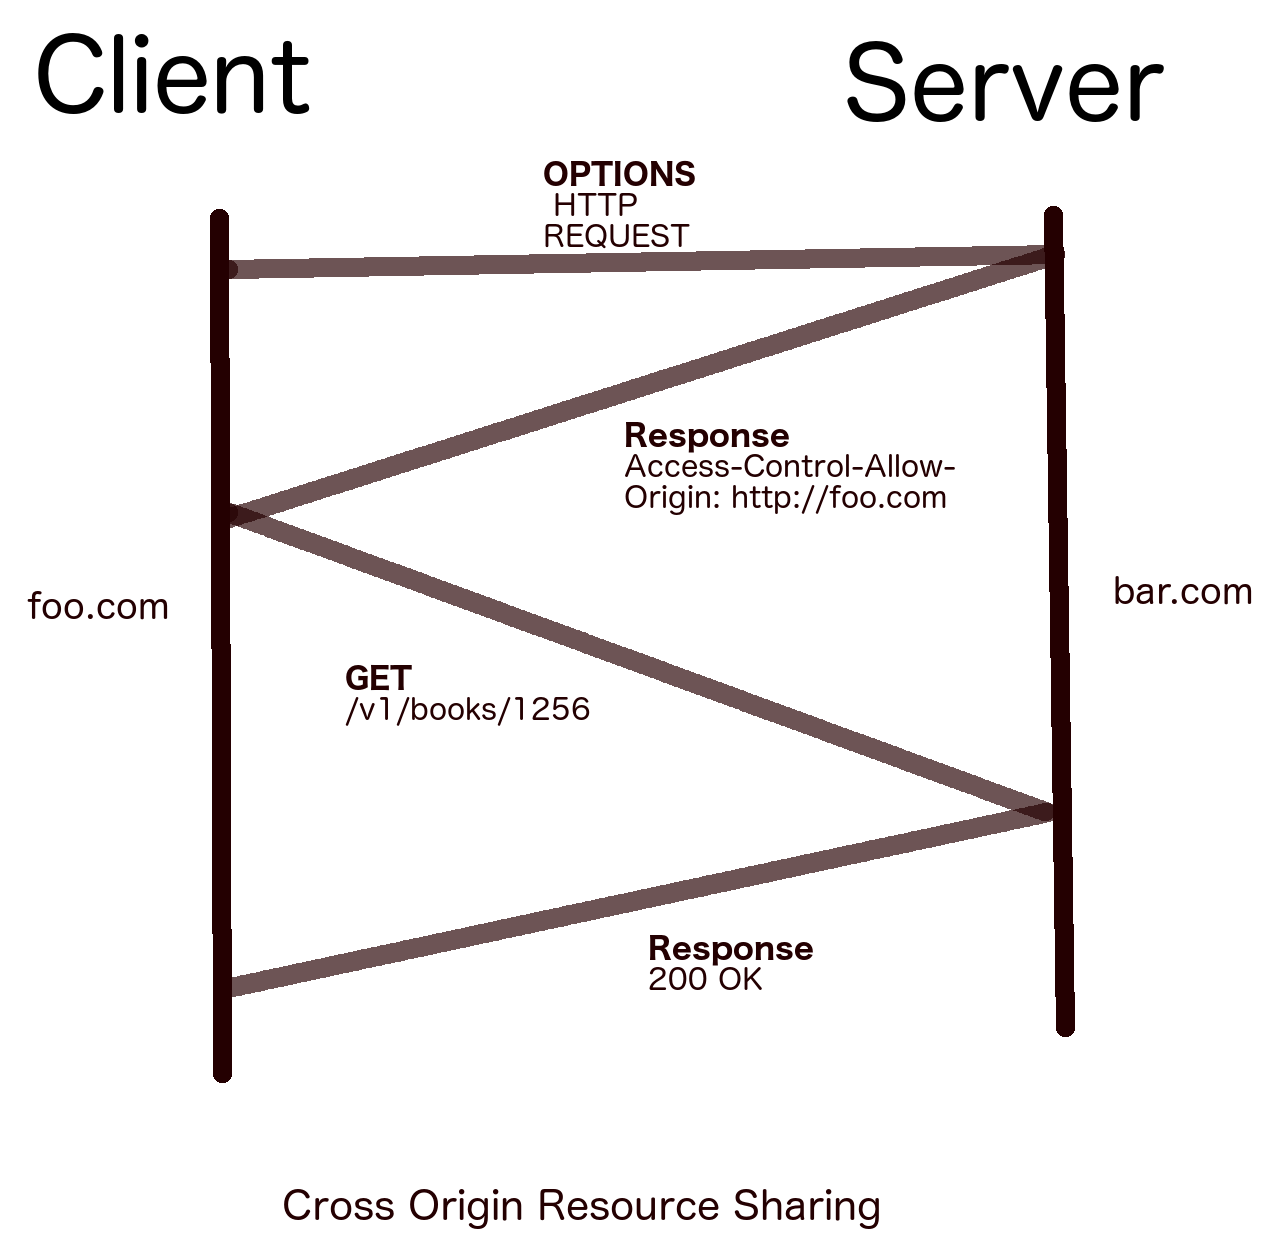 Client
Server
OPTIONS
HTTP
REQUEST
Response
Access-Control-Allow-
Origin: http://foo.com
foo.com
bar.com
GET
/v1/books/1256
Response
200 OK
Cross Origin Resource Sharing